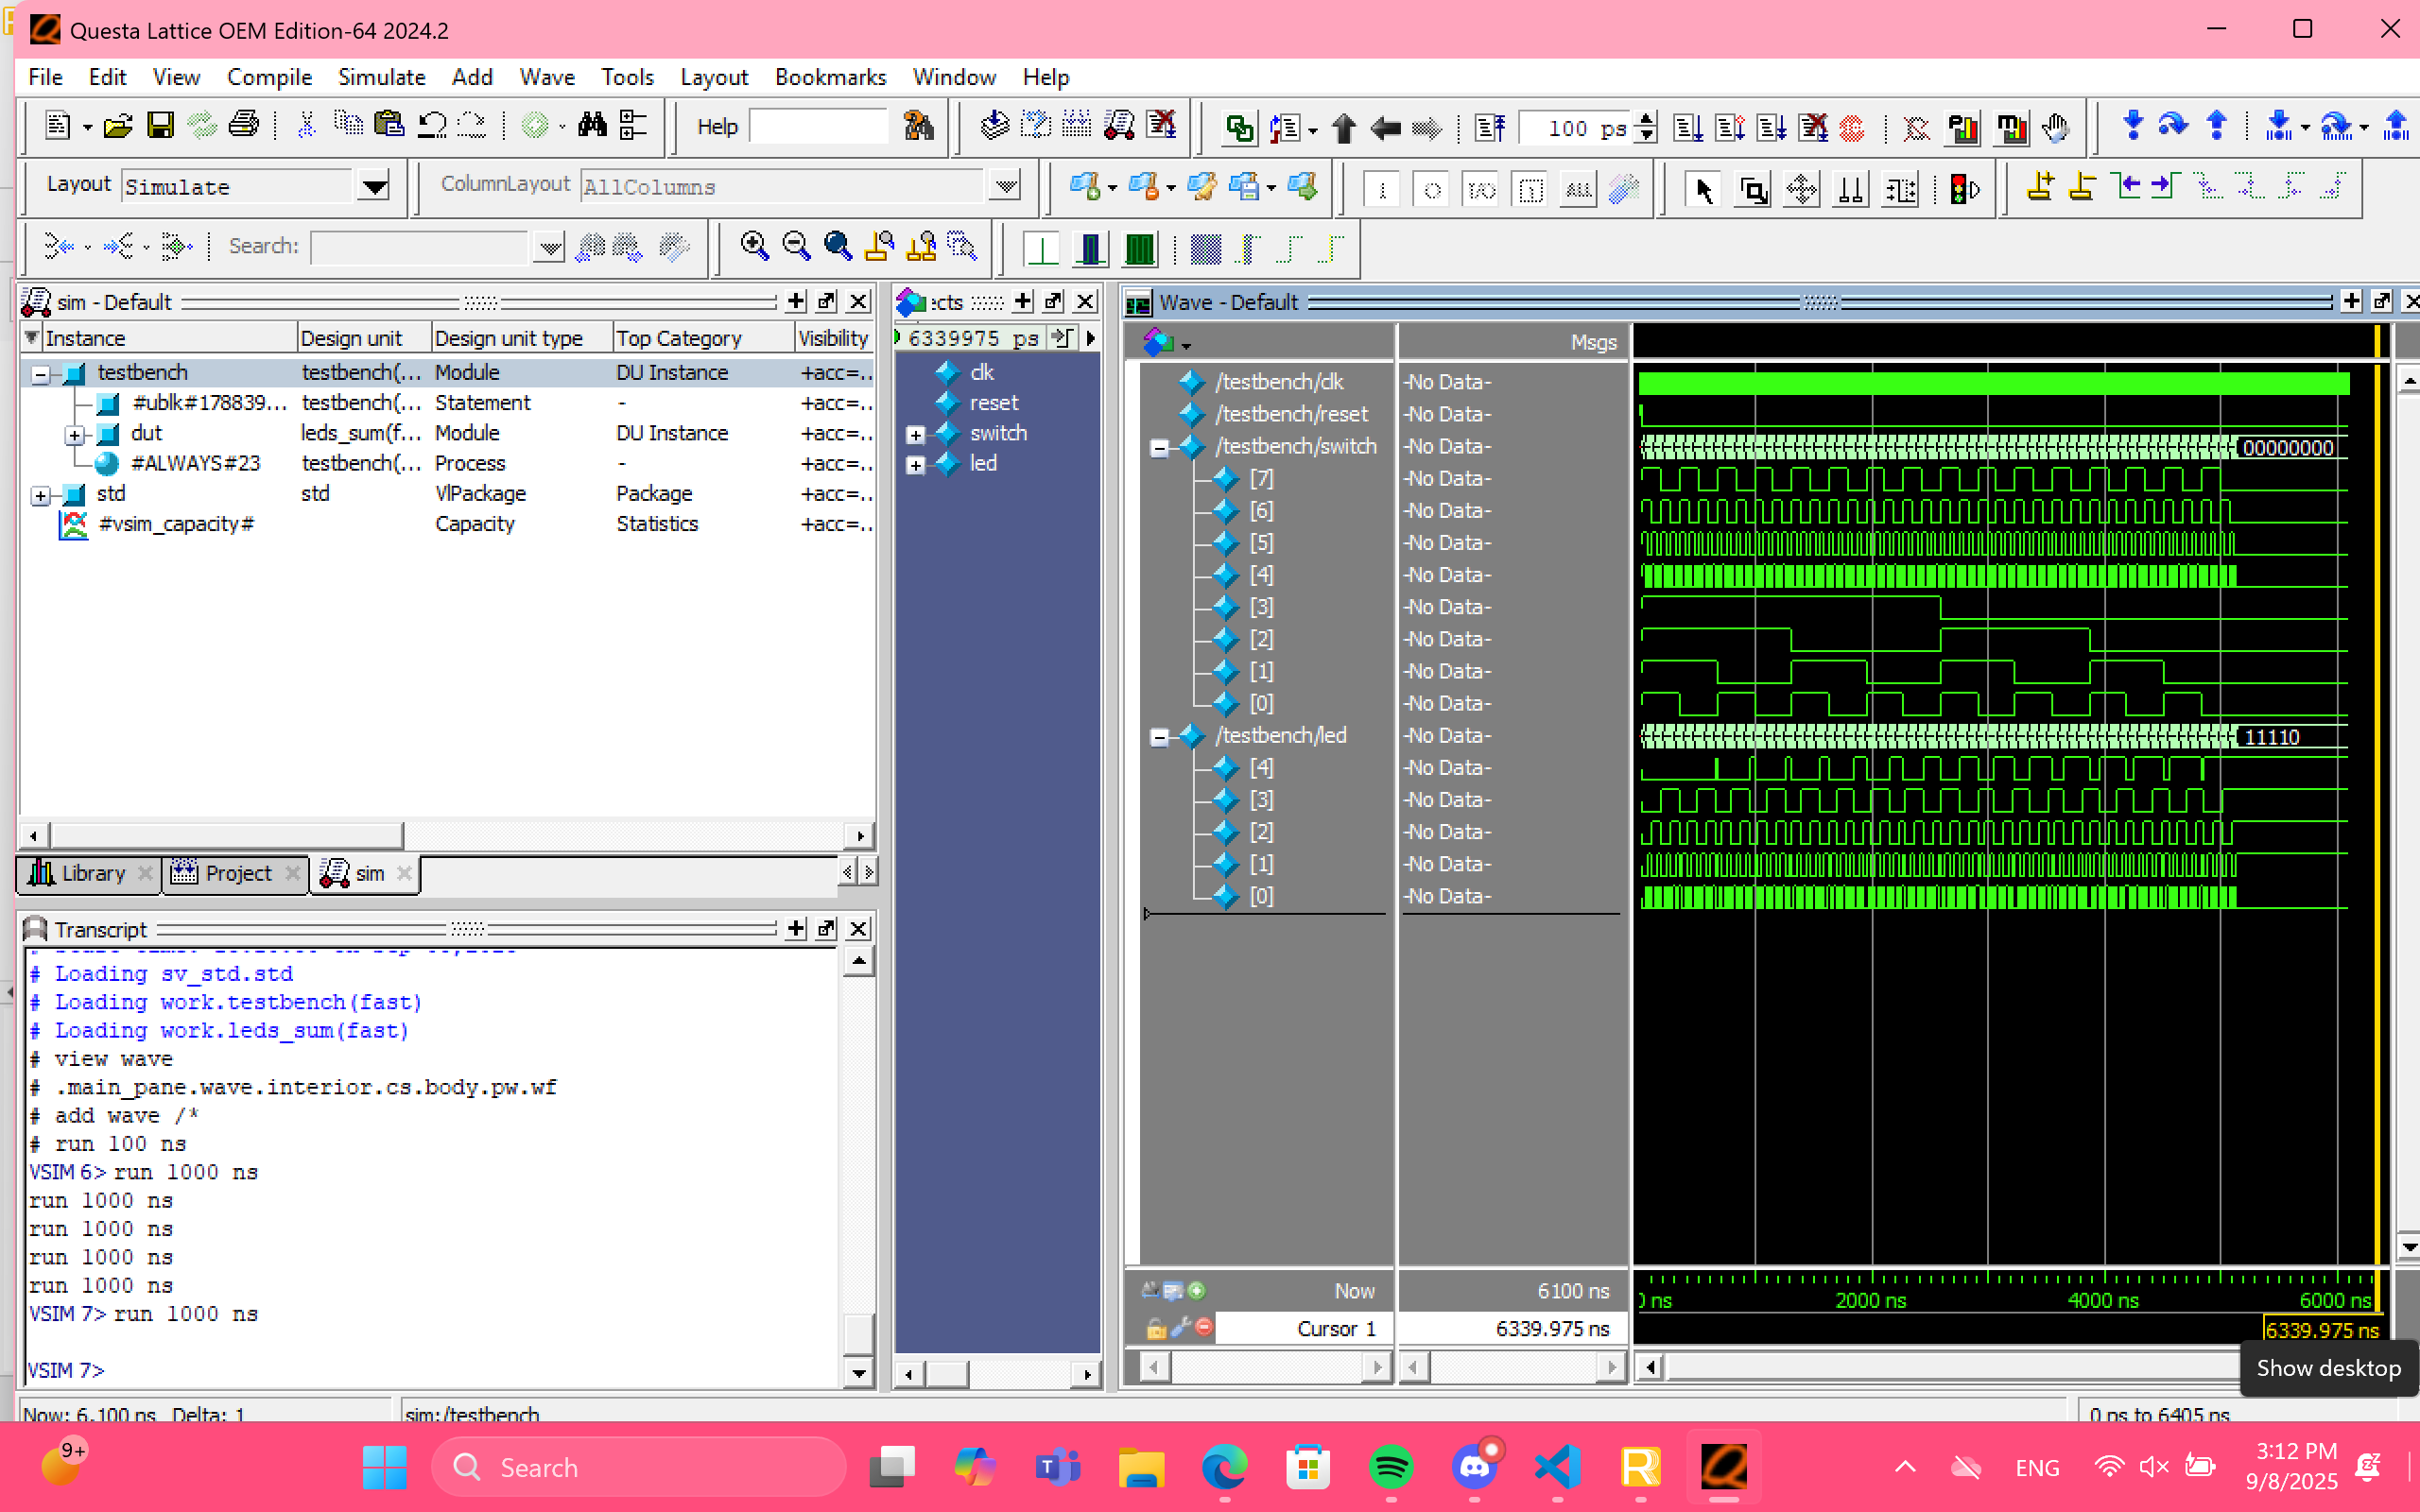 Questa Lattice OEM Edition-64 2024.2
File Edit View Compile Simulate Add Wave Tools Layout Bookmarks Window Help
Help 100 ps
Layout Simulate ColumnLayout AllColumns
Search:
sim - Default
Instance Design unit Design unit type Top Category Visibility
testbench testbench(... Module DU Instance +acc=..
#ublk#178839... testbench(... Statement - +acc=..
dut leds_sum(f... Module DU Instance +acc=..
#ALWAYS#23 testbench(... Process - +acc=..
std std VlPackage Package +acc=..
#vsim_capacity# Capacity Statistics +acc=..
Library Project sim
Transcript
# Loading sv_std.std
# Loading work.testbench(fast)
# Loading work.leds_sum(fast)
# view wave
# .main_pane.wave.interior.cs.body.pw.wf
# add wave /*
# run 100 ns
VSIM 6> run 1000 ns
run 1000 ns
run 1000 ns
run 1000 ns
run 1000 ns
VSIM 7> run 1000 ns
VSIM 7>
Now: 6,100 ns Delta: 1
sim:/testbench
0 ps to 6405 ns
ects
6339975 ps
clk
reset
switch
led
Wave - Default
Msgs
/testbench/clk -No Data-
/testbench/reset -No Data-
/testbench/switch -No Data- 00000000
[7] -No Data-
[6] -No Data-
[5] -No Data-
[4] -No Data-
[3] -No Data-
[2] -No Data-
[1] -No Data-
[0] -No Data-
/testbench/led -No Data- 11110
[4] -No Data-
[3] -No Data-
[2] -No Data-
[1] -No Data-
[0] -No Data-
Now 6100 ns
ns 2000 ns 4000 ns 6000 ns
Cursor 1 6339.975 ns 6339.975 ns
Show desktop
9+
Search
ENG
3:12 PM
9/8/2025